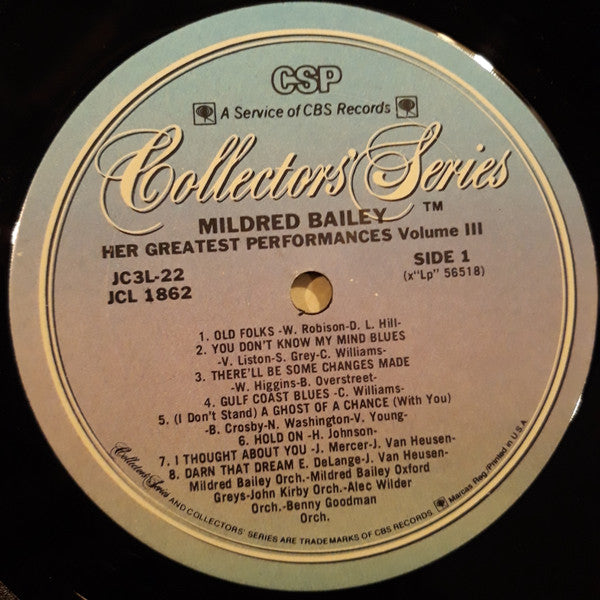 CSP
A Service of CBS Records
Collectors' Series
TM
MILDRED BAILEY
HER GREATEST PERFORMANCES Volume III
JC3L-22
JCL 1862
SIDE 1
(x"Lp" 56518)
1. OLD FOLKS -W. Robison-D. L. Hill-
2. YOU DON'T KNOW MY MIND BLUES
-V. Liston-S. Grey-C. Williams-
3. THERE'LL BE SOME CHANGES MADE
-W. Higgins-B. Overstreet-
4. GULF COAST BLUES -C. Williams-
5. (I Don't Stand) A GHOST OF A CHANCE (With You)
-B. Crosby-N. Washington-V. Young-
6. HOLD ON -H. Johnson-
7. I THOUGHT ABOUT YOU -J. Mercer-J. Van Heusen-
8. DARN THAT DREAM E. DeLange-J. Van Heusen-
Mildred Bailey Orch.-Mildred Bailey Oxford
Greys-John Kirby Orch.-Alec Wilder
Orch.-Benny Goodman
Orch.
Collectors' Series AND COLLECTORS' SERIES ARE TRADEMARKS OF CBS RECORDS. Marcas Reg./Printed in U.S.A